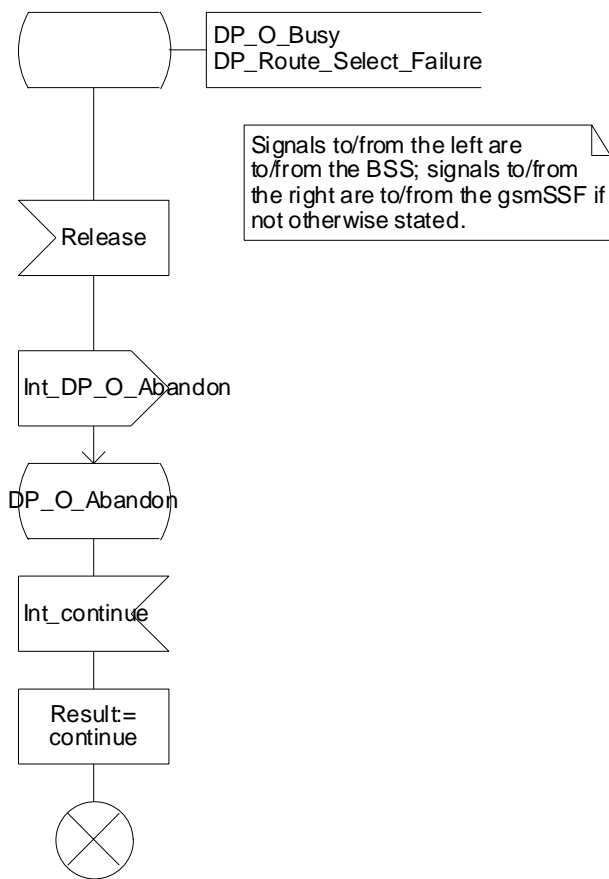 DP_O_Busy
DP_Route_Select_Failure
Signals to/from the left are
to/from the BSS; signals to/from
the right are to/from the gsmSSF if
not otherwise stated.
Release
Int_DP_O_Abandon
DP_O_Abandon
Int_continue
Result:=
continue